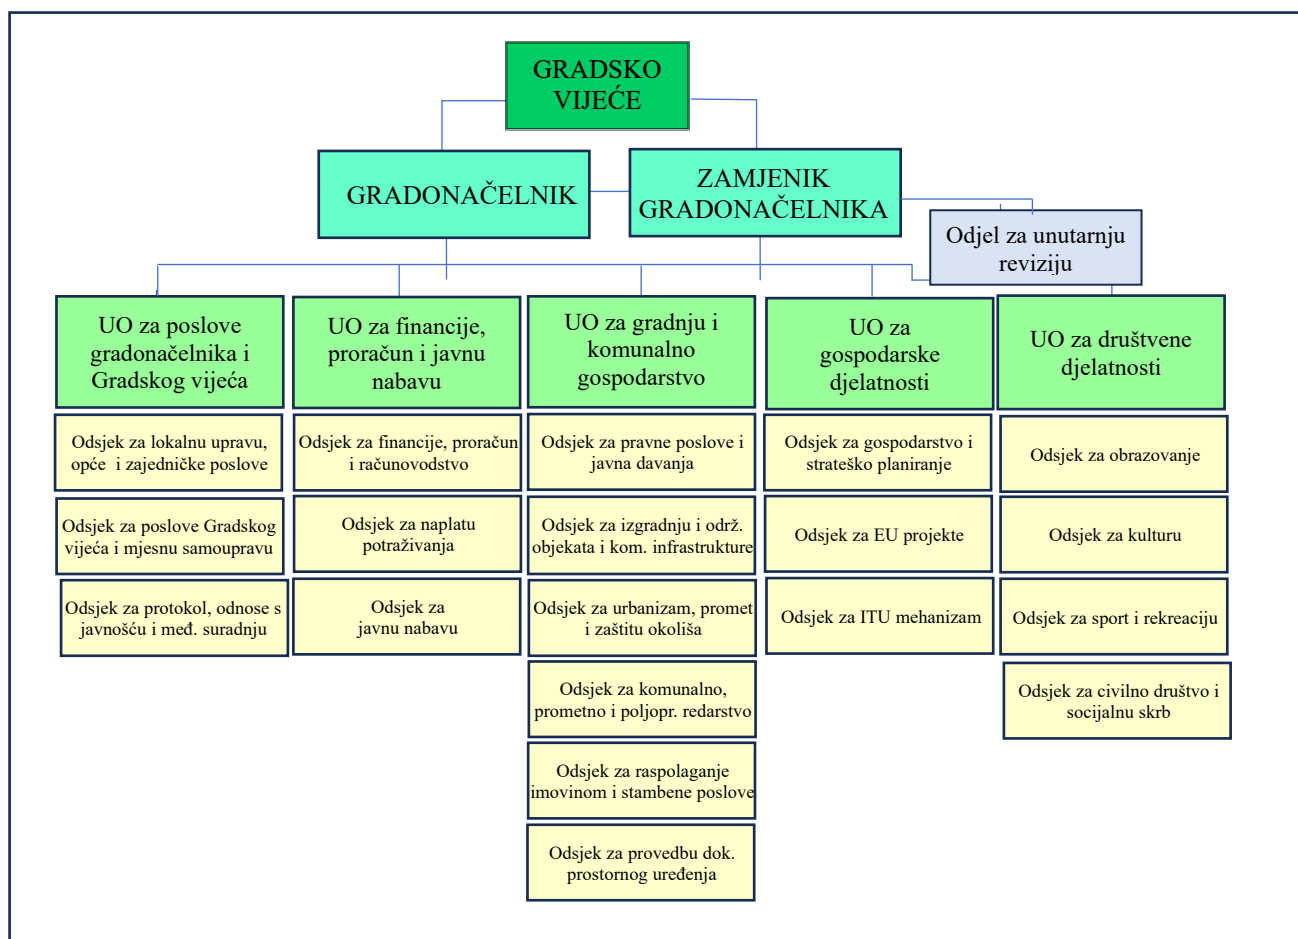 GRADSKO
VIJEĆE
GRADONAČELNIK
ZAMJENIK
GRADONAČELNIKA
Odjel za unutarnju
reviziju
UO za poslove
gradonačelnika i
Gradskog vijeća
Odsjek za lokalnu upravu,
opće i zajedničke poslove
Odsjek za poslove Gradskog
vijeća i mjesnu samoupravu
Odsjek za protokol, odnose s
javnošću i međ. suradnju
UO za financije,
proračun i javnu
nabavu
Odsjek za financije, proračun
i računovodstvo
Odsjek za naplatu
potraživanja
Odsjek za
javnu nabavu
UO za gradnju i
komunalno
gospodarstvo
Odsjek za pravne poslove i
javna davanja
Odsjek za izgradnju i održ.
objekata i kom. infrastrukture
Odsjek za urbanizam, promet
i zaštitu okoliša
Odsjek za komunalno,
prometno i poljopr. redarstvo
Odsjek za raspolaganje
imovinom i stambene poslove
Odsjek za provedbu dok.
prostornog uređenja
UO za
gospodarske
djelatnosti
Odsjek za gospodarstvo i
strateško planiranje
Odsjek za EU projekte
Odsjek za ITU mehanizam
UO za društvene
djelatnosti
Odsjek za obrazovanje
Odsjek za kulturu
Odsjek za sport i rekreaciju
Odsjek za civilno društvo i
socijalnu skrb